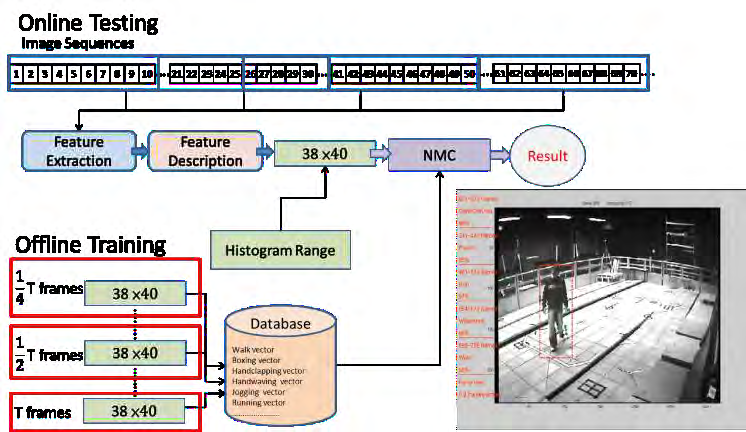 Online Testing
Image Sequences
1 2 3 4 5 6 7 8 9 10 ... 21 22 23 24 25 26 27 28 29 30 ... 41 42 43 44 45 46 47 48 49 50 ... 61 62 63 64 65 66 67 68 69 70 ...
Feature Extraction
Feature Description
38 x40
NMC
Result
Histogram Range
Offline Training
1/4 T frames
38 x40
1/2 T frames
38 x40
T frames
38 x40
Database
Walk vector
Boxing vector
Handclapping vector
Handwaving vector
Jogging vector
Running vector
....................